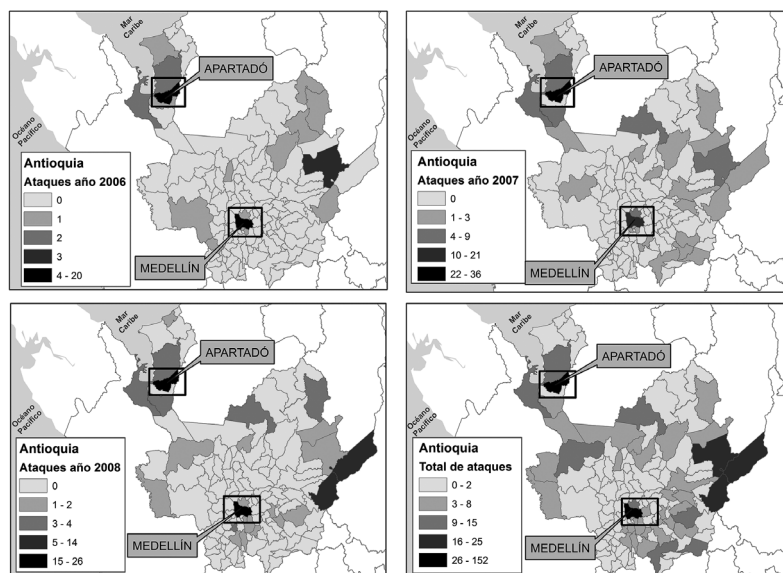 Mar
Caribe
APARTADÓ
Océano
Pacífico
Antioquia
Ataques año 2006
0
1
2
3
4 - 20
MEDELLÍN
Mar
Caribe
APARTADÓ
Océano
Pacífico
Antioquia
Ataques año 2007
0
1 - 3
4 - 9
10 - 21
22 - 36
MEDELLÍN
Mar
Caribe
APARTADÓ
Océano
Pacífico
Antioquia
Ataques año 2008
0
1 - 2
3 - 4
5 - 14
15 - 26
MEDELLÍN
Mar
Caribe
APARTADÓ
Océano
Pacífico
Antioquia
Total de ataques
0 - 2
3 - 8
9 - 15
16 - 25
26 - 152
MEDELLÍN